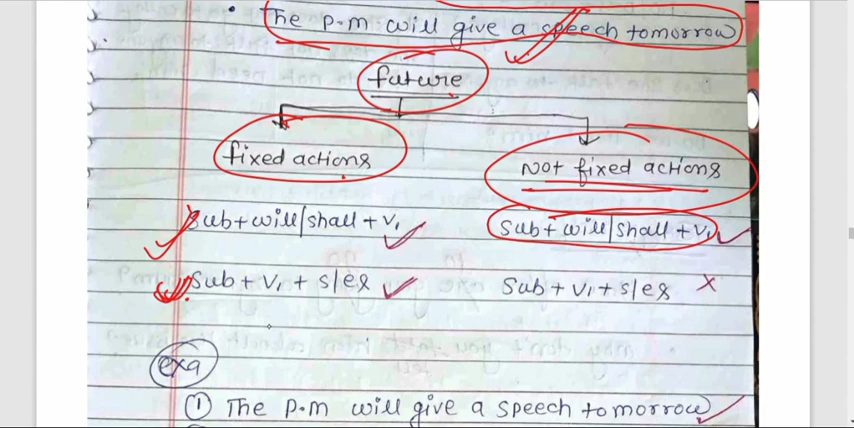 • The P.M will give a speech tomorrow
future
fixed actions
Not fixed actions
Sub + will/shall + V₁ ✓
Sub + will/shall + V₁ ✓
Sub + V₁ + s/es ✓
Sub + V₁ + s/es ×
exa
① The P.M will give a speech tomorrow